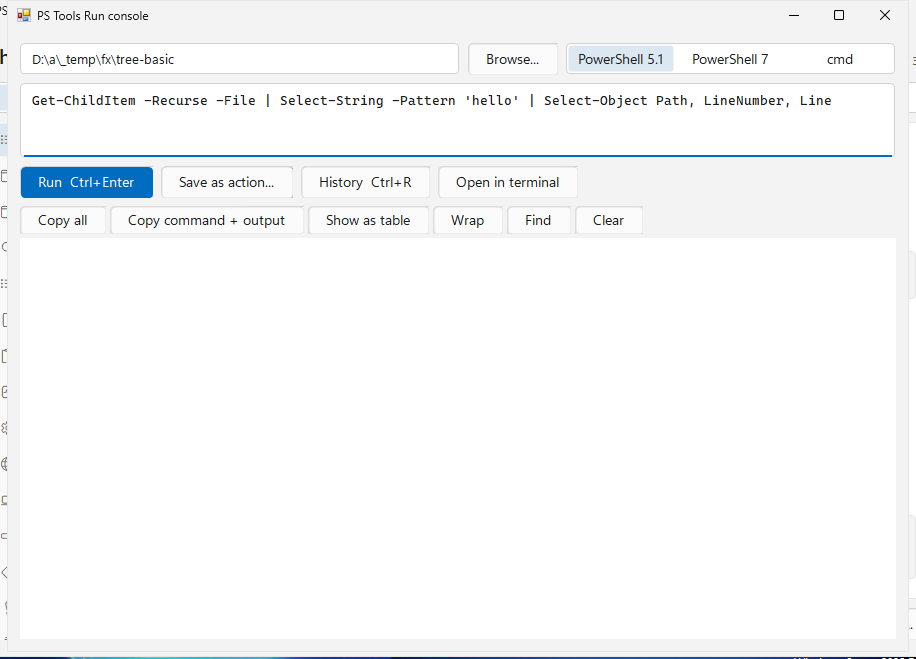 PS Tools Run console
D:\a\_temp\fx\tree-basic
Browse...
PowerShell 5.1
PowerShell 7
cmd
Get-ChildItem -Recurse -File | Select-String -Pattern 'hello' | Select-Object Path, LineNumber, Line
Run Ctrl+Enter
Save as action...
History Ctrl+R
Open in terminal
Copy all
Copy command + output
Show as table
Wrap
Find
Clear